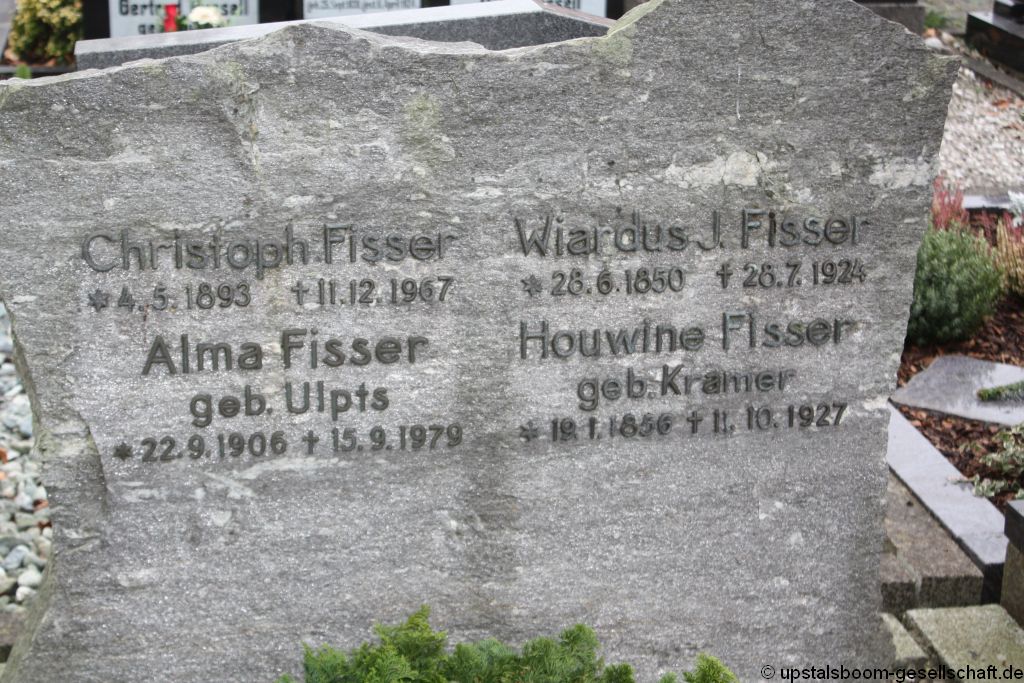 Christoph Fisser
* 4.5.1893 † 11.12.1967
Alma Fisser
geb. Ulpts
* 22.9.1906 † 15.9.1979
Wiardus J. Fisser
* 28.6.1850 † 28.7.1924
Houwine Fisser
geb. Kramer
* 19.1.1856 † 11.10.1927
© upstalsboom-gesellschaft.de